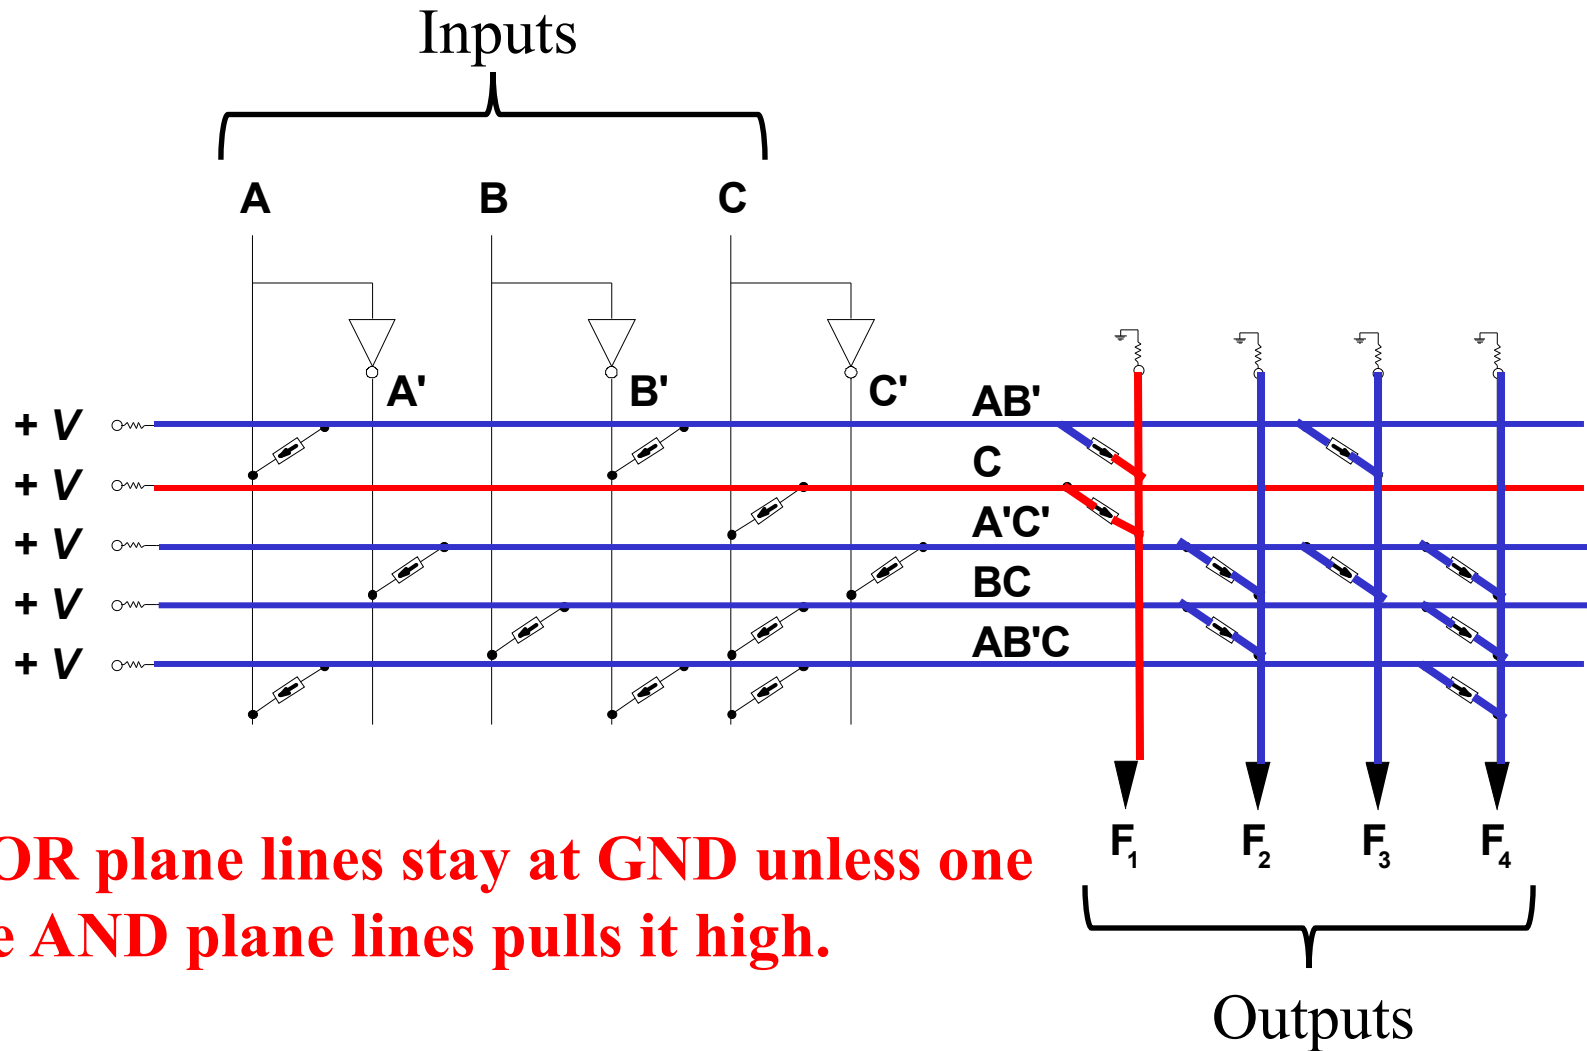 Inputs
A B C
A' B' C'
+ V AB'
+ V C
+ V A'C'
+ V BC
+ V AB'C
F1 F2 F3 F4
OR plane lines stay at GND unless one
e AND plane lines pulls it high.
Outputs